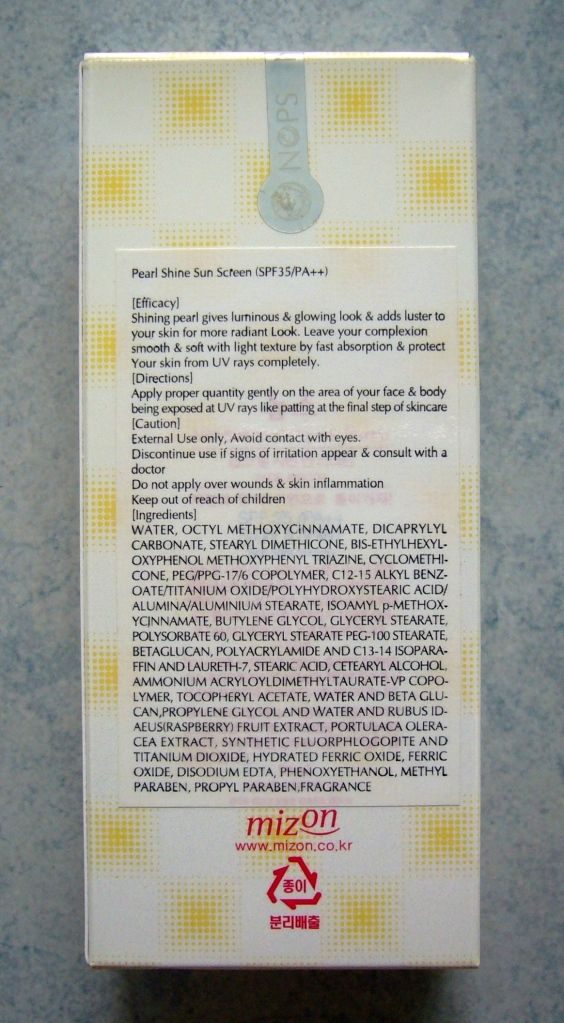 NOPS
Pearl Shine Sun Screen (SPF35/PA++)
[Efficacy]
Shining pearl gives luminous & glowing look & adds luster to
your skin for more radiant Look. Leave your complexion
smooth & soft with light texture by fast absorption & protect
Your skin from UV rays completely.
[Directions]
Apply proper quantity gently on the area of your face & body
being exposed at UV rays like patting at the final step of skincare
[Caution]
External Use only, Avoid contact with eyes.
Discontinue use if signs of irritation appear & consult with a
doctor
Do not apply over wounds & skin inflammation
Keep out of reach of children
[Ingredients]
WATER, OCTYL METHOXYCINNAMATE, DICAPRYLYL
CARBONATE, STEARYL DIMETHICONE, BIS-ETHYLHEXYL-
OXYPHENOL METHOXYPHENYL TRIAZINE, CYCLOMETHI-
CONE, PEG/PPG-17/6 COPOLYMER, C12-15 ALKYL BENZ-
OATE/TITANIUM OXIDE/POLYHYDROXYSTEARIC ACID/
ALUMINA/ALUMINIUM STEARATE, ISOAMYL p-METHOX-
YCINNAMATE, BUTYLENE GLYCOL, GLYCERYL STEARATE,
POLYSORBATE 60, GLYCERYL STEARATE PEG-100 STEARATE,
BETAGLUCAN, POLYACRYLAMIDE AND C13-14 ISOPARA-
FFIN AND LAURETH-7, STEARIC ACID, CETEARYL ALCOHOL,
AMMONIUM ACRYLOYLDIMETHYLTAURATE-VP COPO-
LYMER, TOCOPHERYL ACETATE, WATER AND BETA GLU-
CAN,PROPYLENE GLYCOL AND WATER AND RUBUS ID-
AEUS(RASPBERRY) FRUIT EXTRACT, PORTULACA OLERA-
CEA EXTRACT, SYNTHETIC FLUORPHLOGOPITE AND
TITANIUM DIOXIDE, HYDRATED FERRIC OXIDE, FERRIC
OXIDE, DISODIUM EDTA, PHENOXYETHANOL, METHYL
PARABEN, PROPYL PARABEN,FRAGRANCE
mizon
www.mizon.co.kr
종이
분리배출